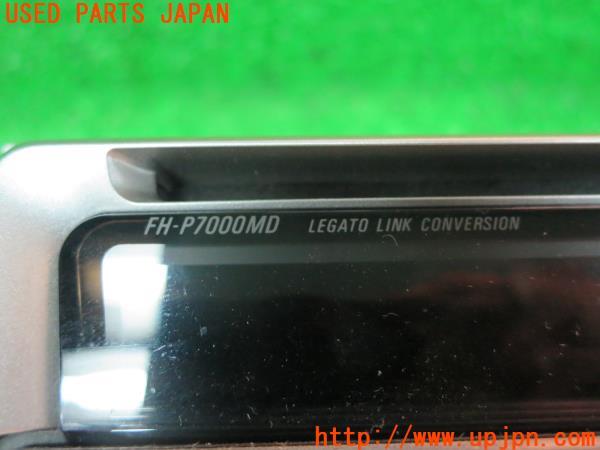 USED PARTS JAPAN
FH-P7000MD LEGATO LINK CONVERSION
http://www.upjpn.com